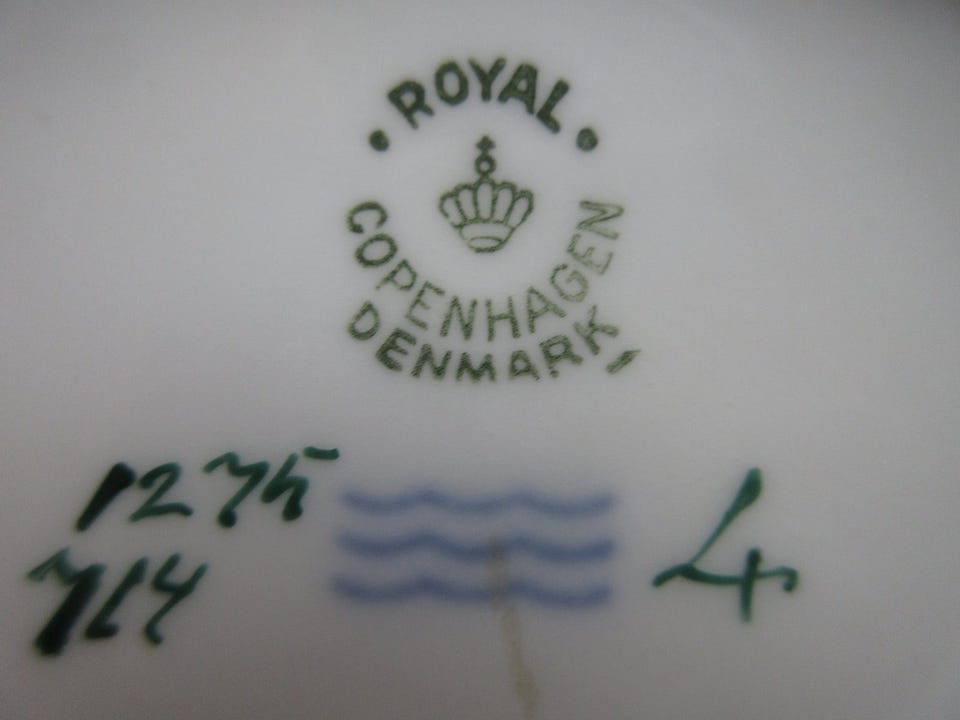 ROYAL
COPENHAGEN
DENMARK
1275
714
4